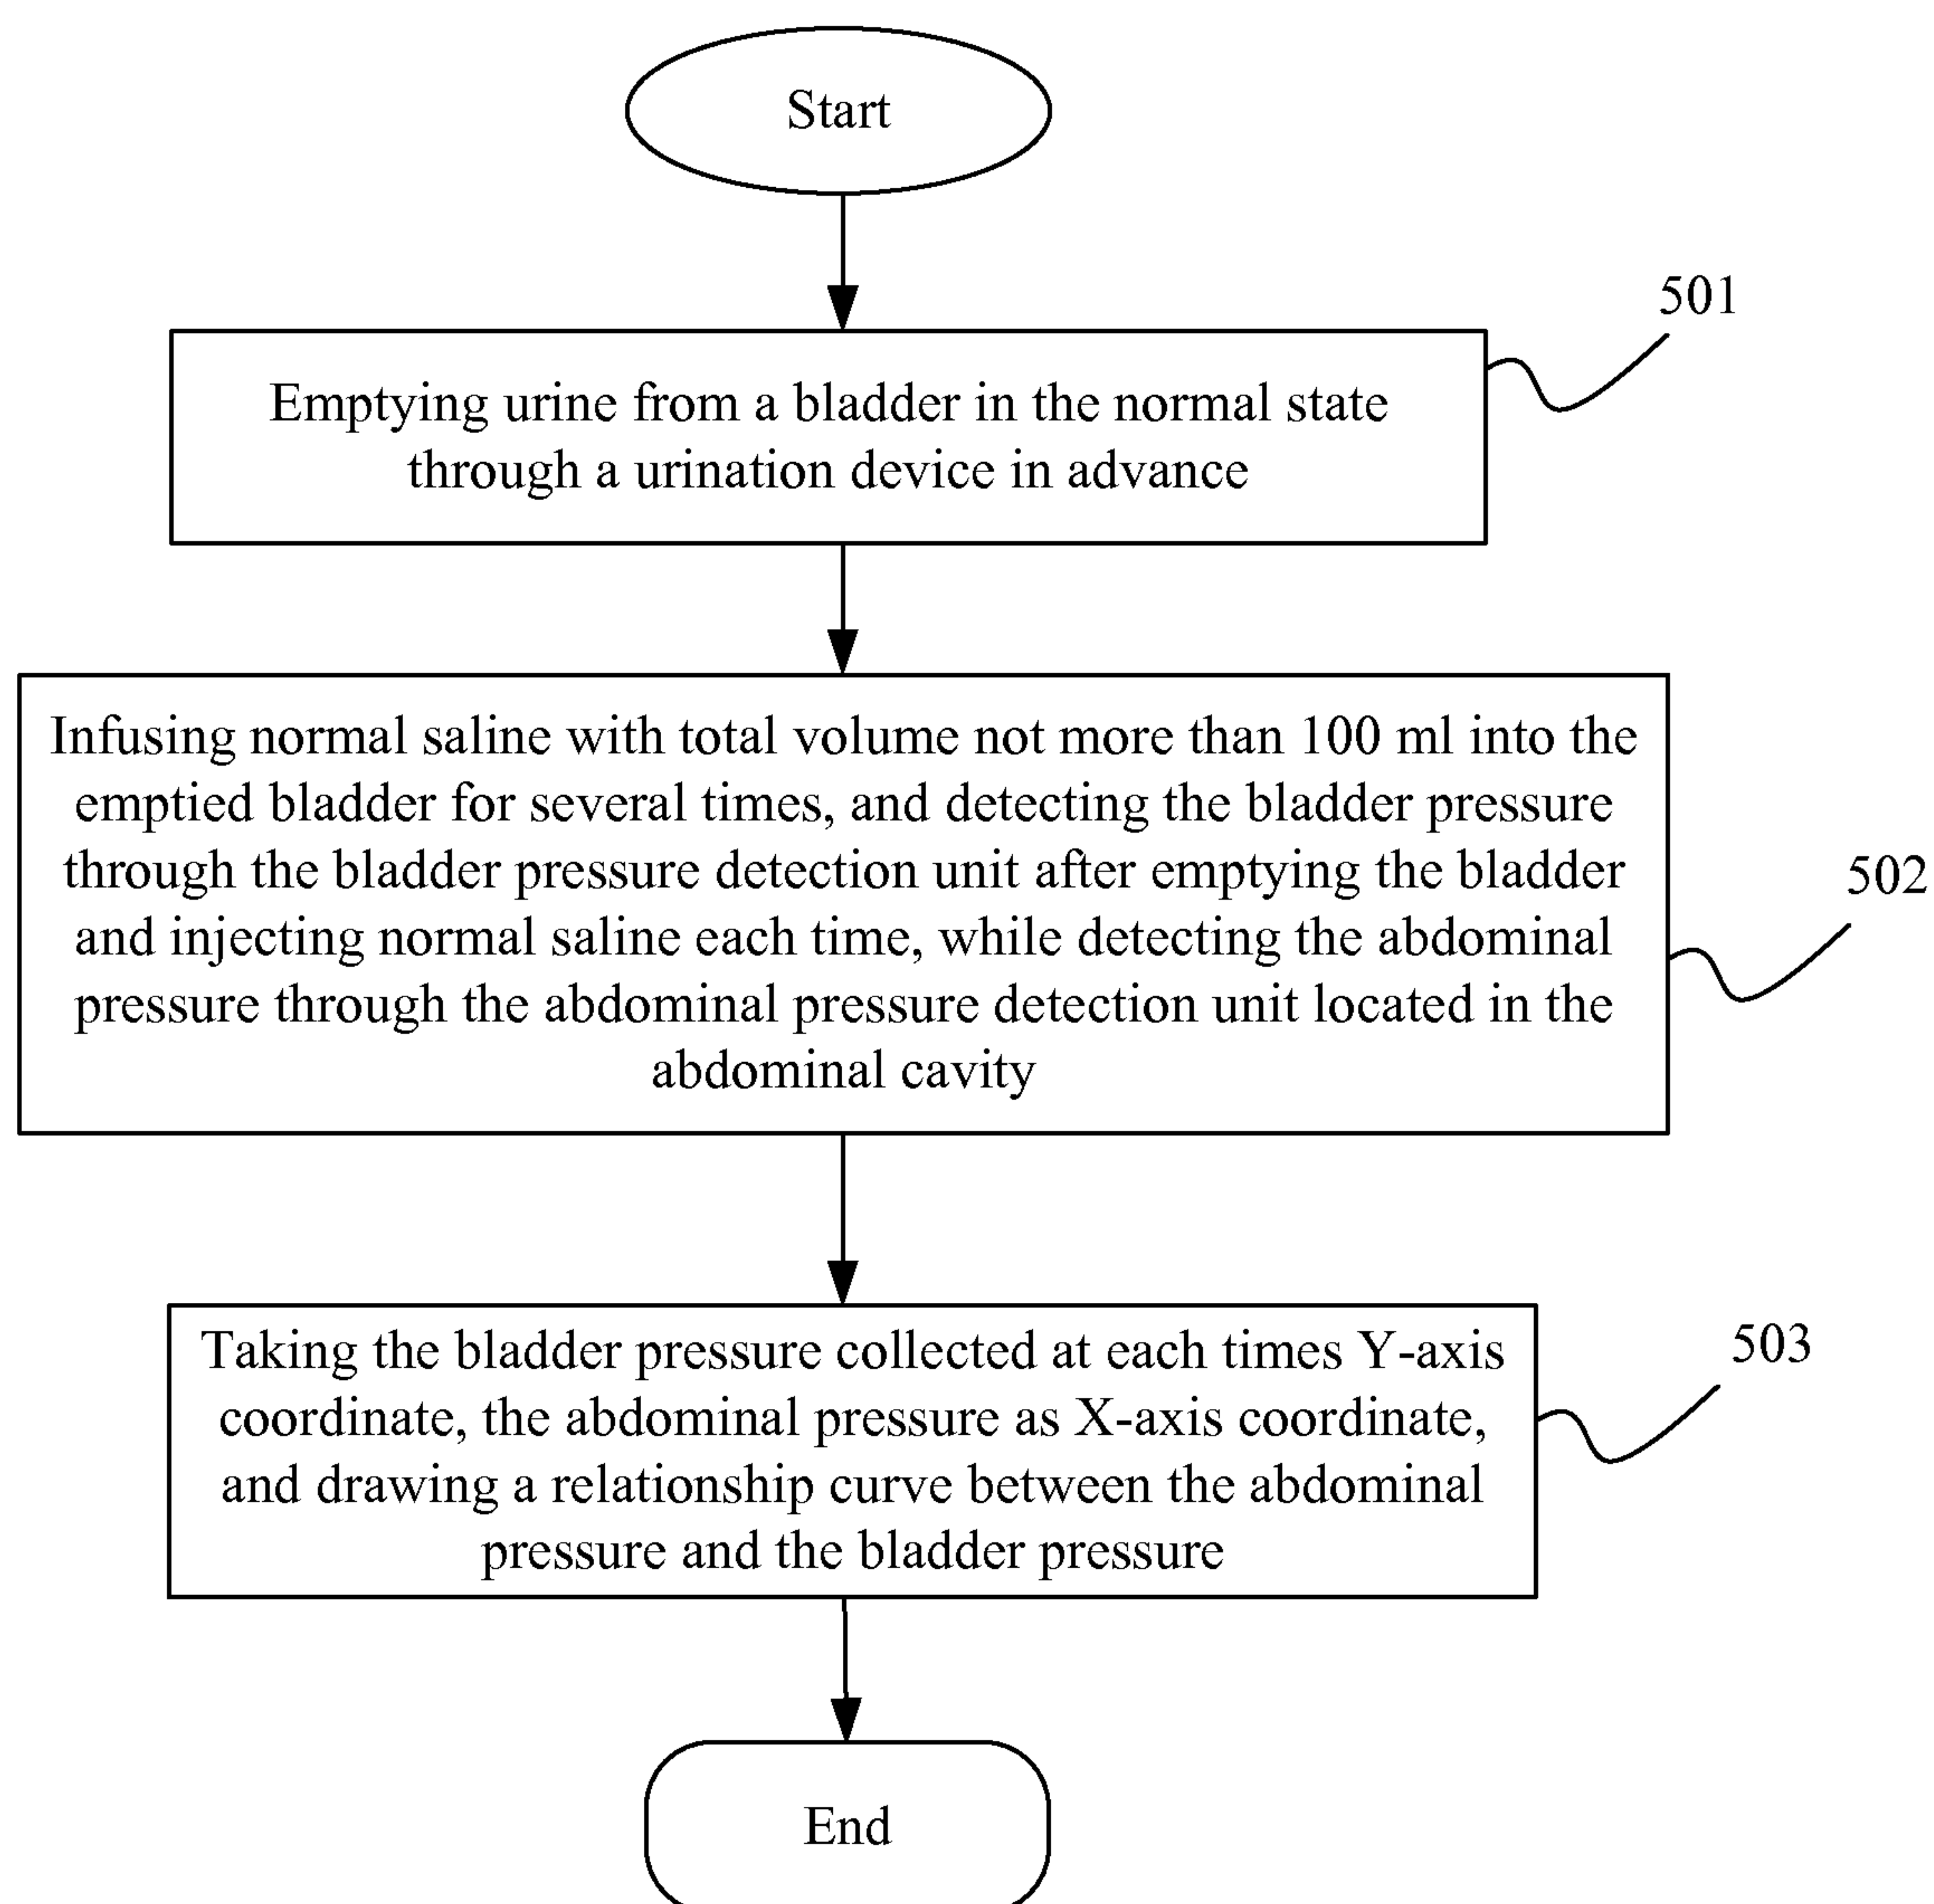 Start
501
Emptying urine from a bladder in the normal state
through a urination device in advance
Infusing normal saline with total volume not more than 100 ml into the
emptied bladder for several times, and detecting the bladder pressure
through the bladder pressure detection unit after emptying the bladder
and injecting normal saline each time, while detecting the abdominal
pressure through the abdominal pressure detection unit located in the
abdominal cavity
502
Taking the bladder pressure collected at each times Y-axis
coordinate, the abdominal pressure as X-axis coordinate,
and drawing a relationship curve between the abdominal
pressure and the bladder pressure
503
End